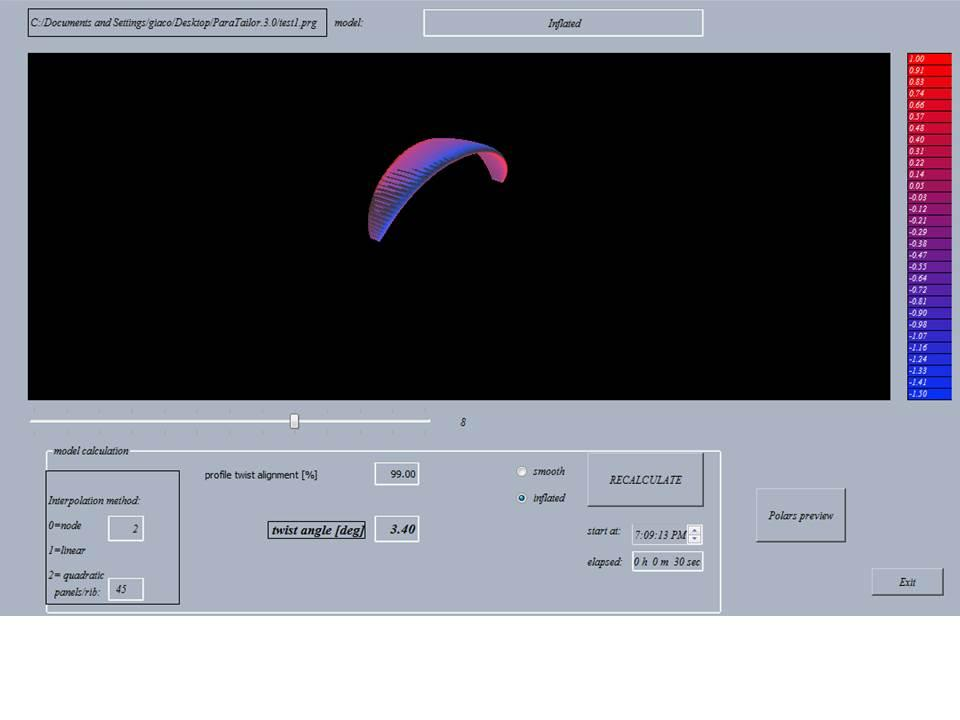 C:/Documents and Settings/giaco/Desktop/ParaTailor.3.0/test1.prg model: Inflated
1.00
0.91
0.83
0.74
0.66
0.57
0.48
0.40
0.31
0.22
0.14
0.05
-0.03
-0.12
-0.21
-0.29
-0.38
-0.47
-0.55
-0.64
-0.72
-0.81
-0.90
-0.98
-1.07
-1.16
-1.24
-1.33
-1.41
-1.50
8
model calculation
Interpolation method:
0=node 2
1=linear
2= quadratic
panels/rib: 45
profile twist alignment [%] 99.00
twist angle [deg] 3.40
smooth
inflated
RECALCULATE
start at: 7:09:13 PM
elapsed: 0 h 0 m 30 sec
Polars preview
Exit